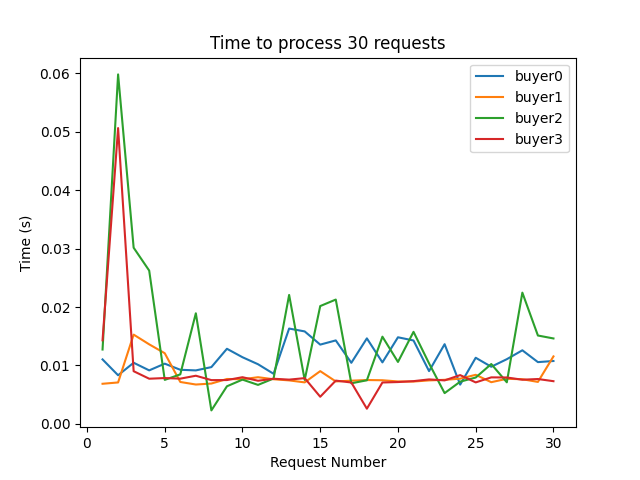 Time to process 30 requests
buyer0
buyer1
buyer2
buyer3
0.06
0.05
0.04
0.03
0.02
0.01
0.00
Time (s)
0 5 10 15 20 25 30
Request Number